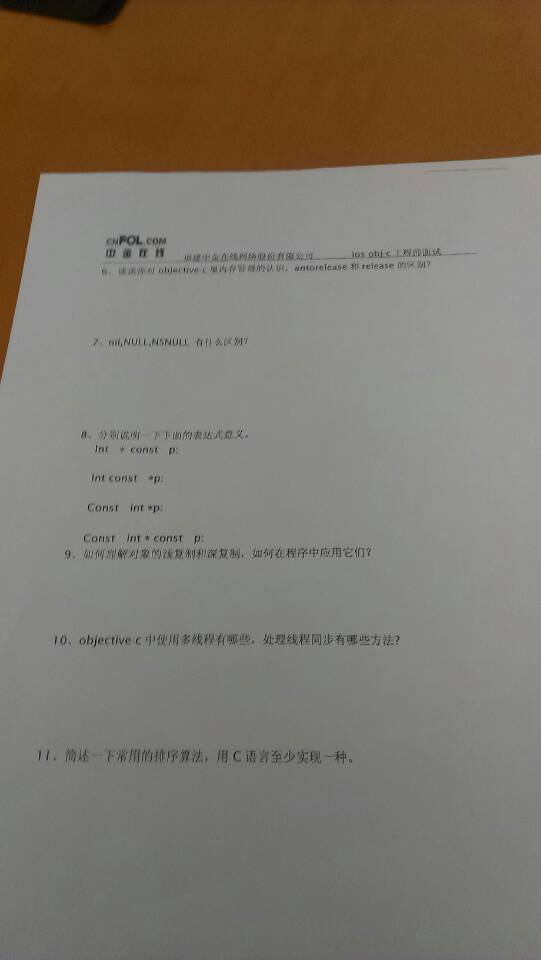 CNFOL.COM
中金在线 福建中金在线网络股份有限公司 ios obj c 工程师面试
6、谈谈你对 objective c 里内存管理的认识，antorelease 和 release 的区别?
7、nil,NULL,NSNULL 有什么区别?
8、分别说明一下下面的表达式意义。
Int * const p;
Int const *p;
Const int *p;
Const Int * const p;
9、如何理解对象的浅复制和深复制，如何在程序中应用它们?
10、objective c 中使用多线程有哪些，处理线程同步有哪些方法?
11、简述一下常用的排序算法，用 C 语言至少实现一种。